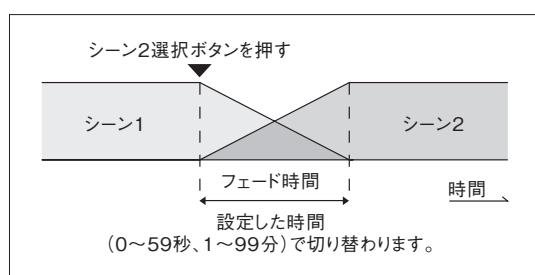 シーン2選択ボタンを押す
シーン1
シーン2
フェード時間
時間
設定した時間
（0〜59秒、1〜99分）で切り替わります。